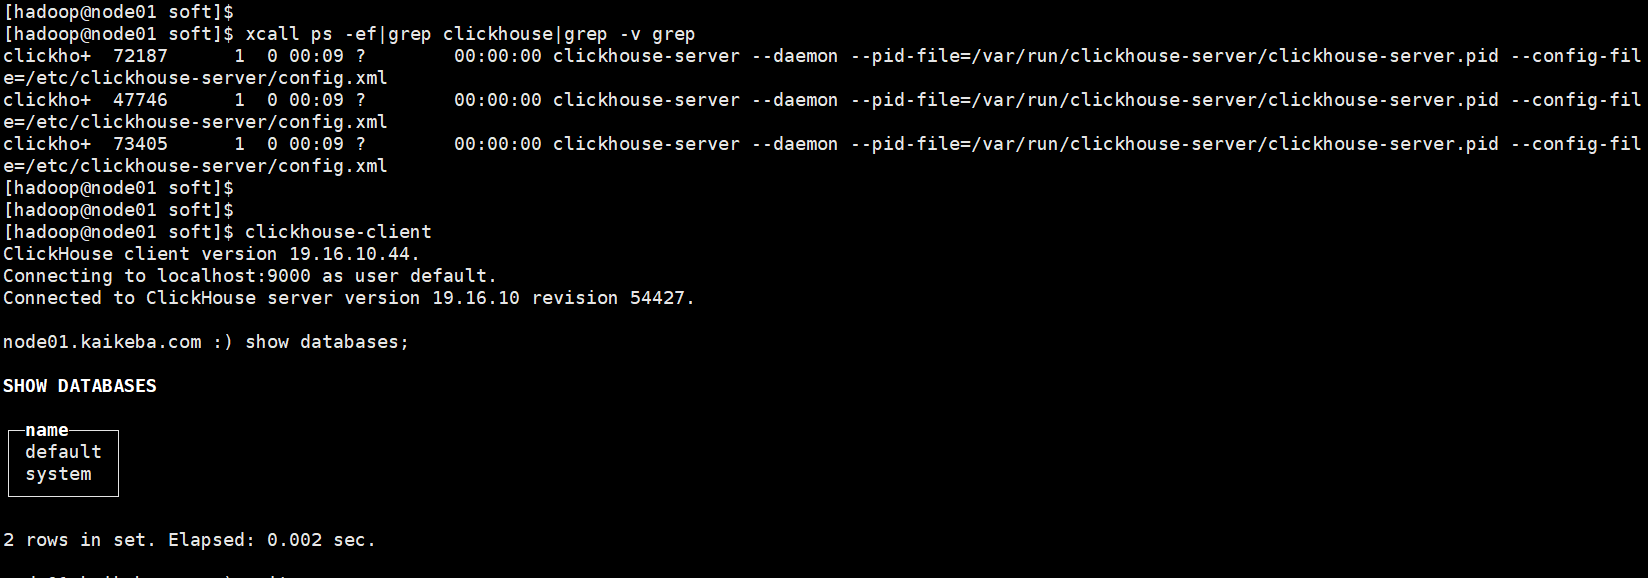 [hadoop@node01 soft]$
[hadoop@node01 soft]$ xcall ps -ef|grep clickhouse|grep -v grep
clickho+  72187      1  0 00:09 ?        00:00:00 clickhouse-server --daemon --pid-file=/var/run/clickhouse-server/clickhouse-server.pid --config-fil
e=/etc/clickhouse-server/config.xml
clickho+  47746      1  0 00:09 ?        00:00:00 clickhouse-server --daemon --pid-file=/var/run/clickhouse-server/clickhouse-server.pid --config-fil
e=/etc/clickhouse-server/config.xml
clickho+  73405      1  0 00:09 ?        00:00:00 clickhouse-server --daemon --pid-file=/var/run/clickhouse-server/clickhouse-server.pid --config-fil
e=/etc/clickhouse-server/config.xml
[hadoop@node01 soft]$
[hadoop@node01 soft]$
[hadoop@node01 soft]$ clickhouse-client
ClickHouse client version 19.16.10.44.
Connecting to localhost:9000 as user default.
Connected to ClickHouse server version 19.16.10 revision 54427.
node01.kaikeba.com :) show databases;
SHOW DATABASES
name
default
system
2 rows in set. Elapsed: 0.002 sec.